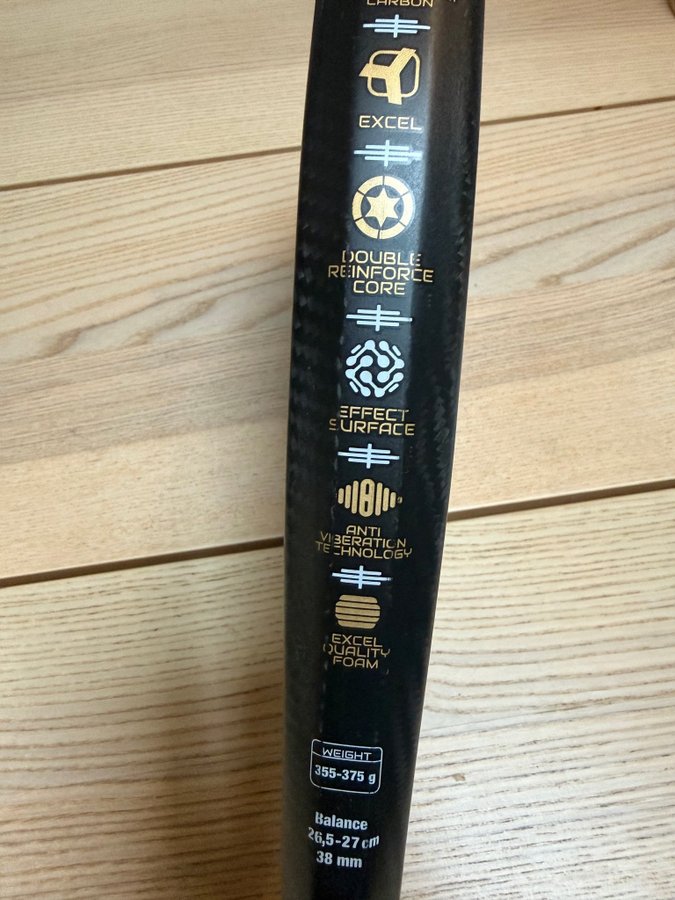 CARBON
EXCEL
DOUBLE
REINFORCE
CORE
EFFECT
SURFACE
ANTI
VIBERATION
TECHNOLOGY
EXCEL
QUALITY
FOAM
WEIGHT
355-375 g
Balance
26,5-27 cm
38 mm